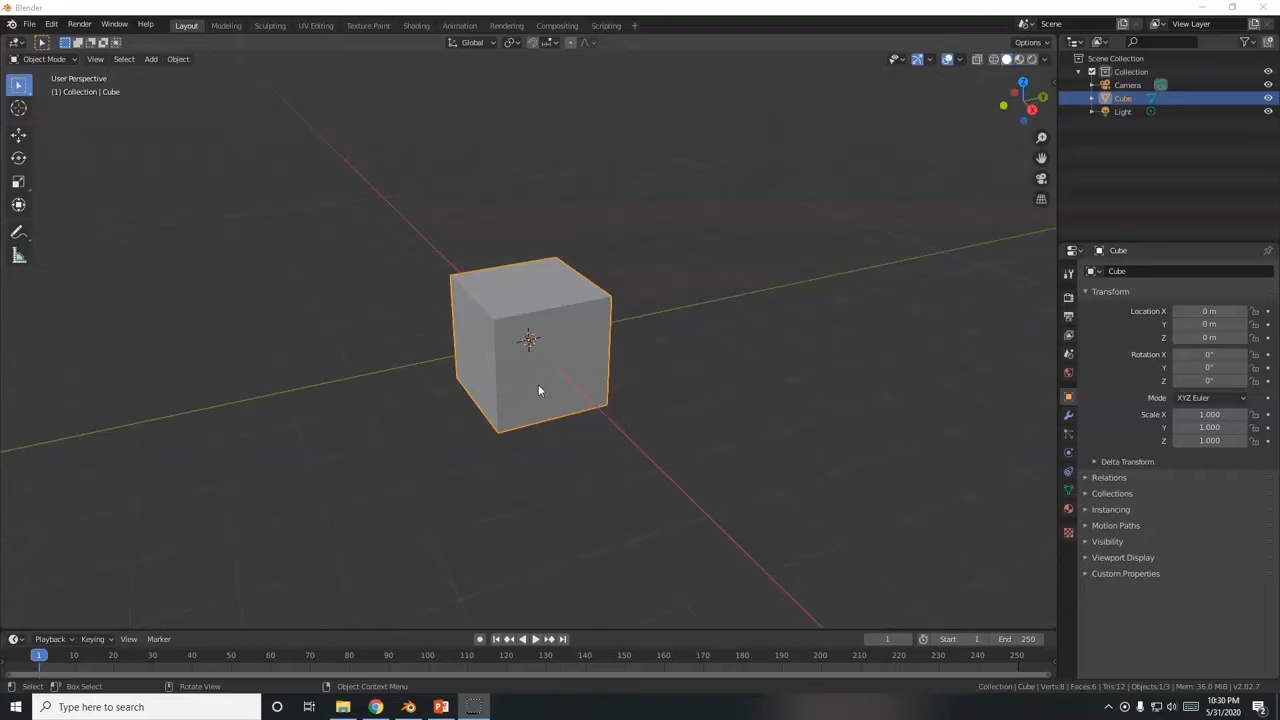 Blender
File Edit Render Window Help
Layout Modeling Sculpting UV Editing Texture Paint Shading Animation Rendering Compositing Scripting +
Scene
View Layer
Global
Options
Object Mode View Select Add Object
User Perspective
(1) Collection | Cube
Z
Y
X
Scene Collection
Collection
Camera
Cube
Light
Cube
Cube
Transform
Location X 0 m
Y 0 m
Z 0 m
Rotation X 0°
Y 0°
Z 0°
Mode XYZ Euler
Scale X 1.000
Y 1.000
Z 1.000
Delta Transform
Relations
Collections
Instancing
Motion Paths
Visibility
Viewport Display
Custom Properties
Playback Keying View Marker
1 Start 1 End 250
1 10 20 30 40 50 60 70 80 90 100 110 120 130 140 150 160 170 180 190 200 210 220 230 240 250
Select Box Select Rotate View Object Context Menu
Collection | Cube | Verts:8 | Faces:6 | Tris:12 | Objects:1/3 | Mem: 36.0 MiB | v2.82.7
Type here to search
10:30 PM
5/31/2020
2